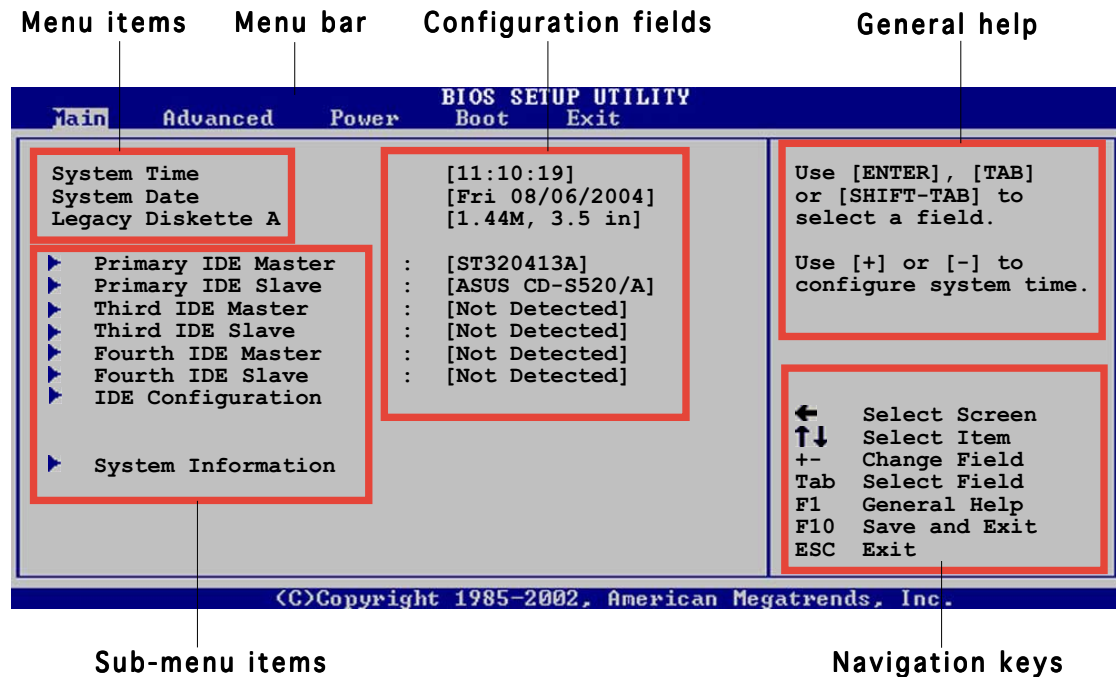 Menu items Menu bar Configuration fields General help
BIOS SETUP UTILITY
Main Advanced Power Boot Exit
System Time [11:10:19]
System Date [Fri 08/06/2004]
Legacy Diskette A [1.44M, 3.5 in]
Primary IDE Master : [ST320413A]
Primary IDE Slave : [ASUS CD-S520/A]
Third IDE Master : [Not Detected]
Third IDE Slave : [Not Detected]
Fourth IDE Master : [Not Detected]
Fourth IDE Slave : [Not Detected]
IDE Configuration
System Information
Use [ENTER], [TAB]
or [SHIFT-TAB] to
select a field.
Use [+] or [-] to
configure system time.
← Select Screen
↑↓ Select Item
+- Change Field
Tab Select Field
F1 General Help
F10 Save and Exit
ESC Exit
(C)Copyright 1985-2002, American Megatrends, Inc.
Sub-menu items Navigation keys